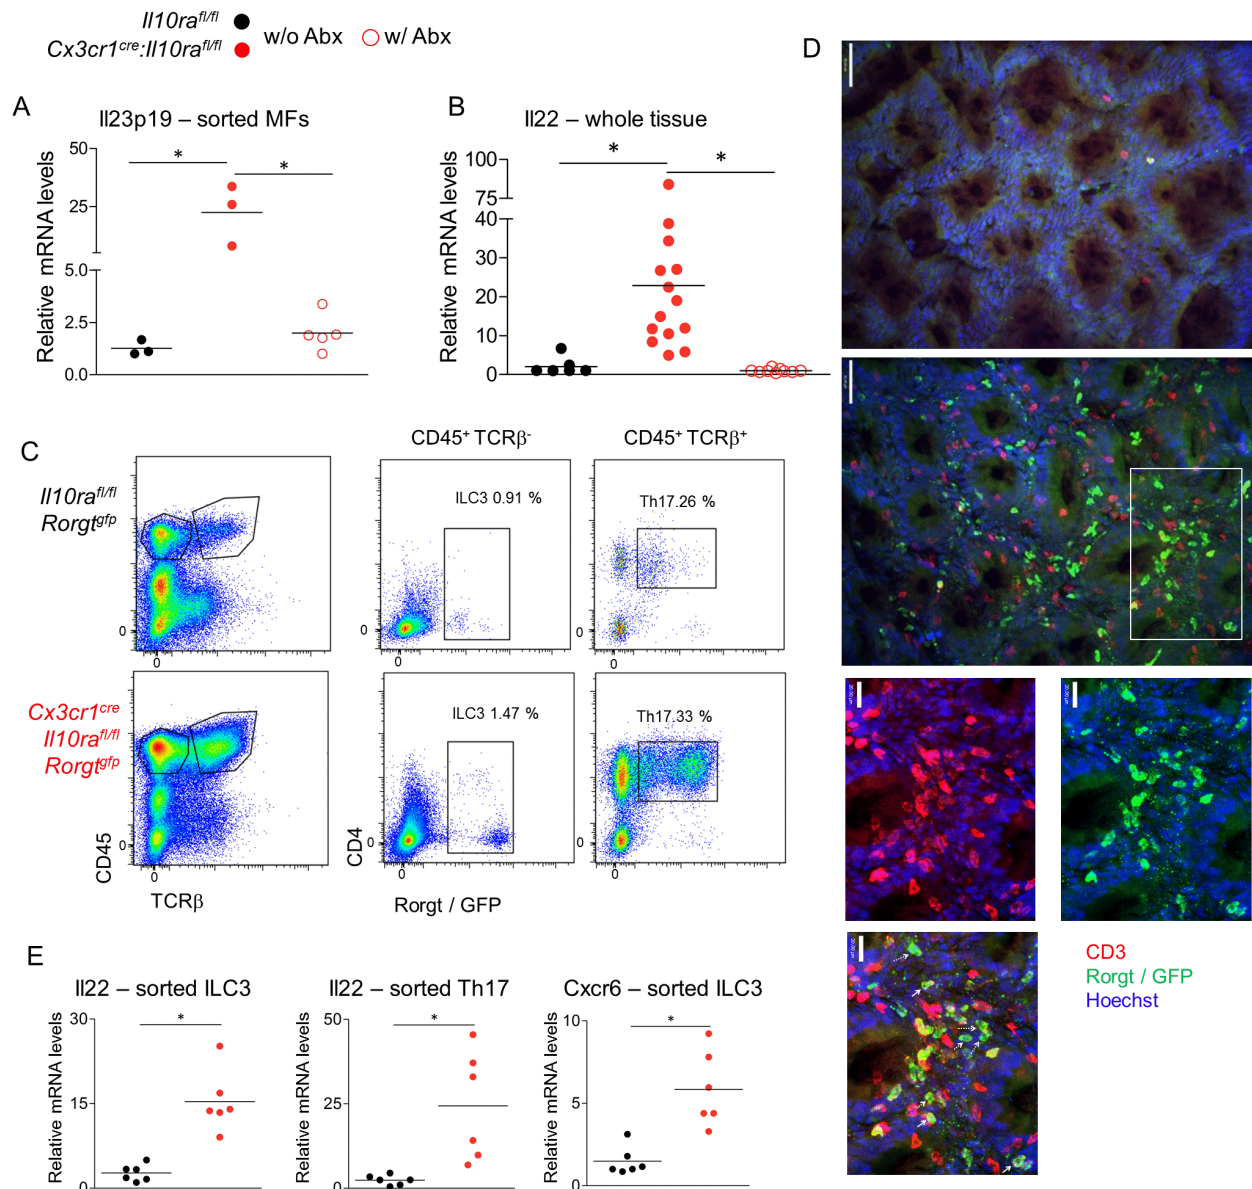 Il10ra^fl/fl
Cx3cr1^cre:Il10ra^fl/fl
w/o Abx
w/ Abx
A
Il23p19 – sorted MFs
Relative mRNA levels
50
25
5.0
2.5
0.0
*
*
B
Il22 – whole tissue
Relative mRNA levels
100
75
40
30
20
10
0
*
*
C
CD45⁺ TCRβ⁻
CD45⁺ TCRβ⁺
Il10ra^fl/fl
Rorgt^gfp
ILC3 0.91 %
Th17.26 %
0
0
0
0
0
0
Cx3cr1^cre
Il10ra^fl/fl
Rorgt^gfp
ILC3 1.47 %
Th17.33 %
0
0
0
0
0
0
CD45
TCRβ
CD4
Rorgt / GFP
D
CD3
Rorgt / GFP
Hoechst
E
Il22 – sorted ILC3
Relative mRNA levels
30
15
0
*
Il22 – sorted Th17
Relative mRNA levels
50
25
0
*
Cxcr6 – sorted ILC3
Relative mRNA levels
10
5
0
*